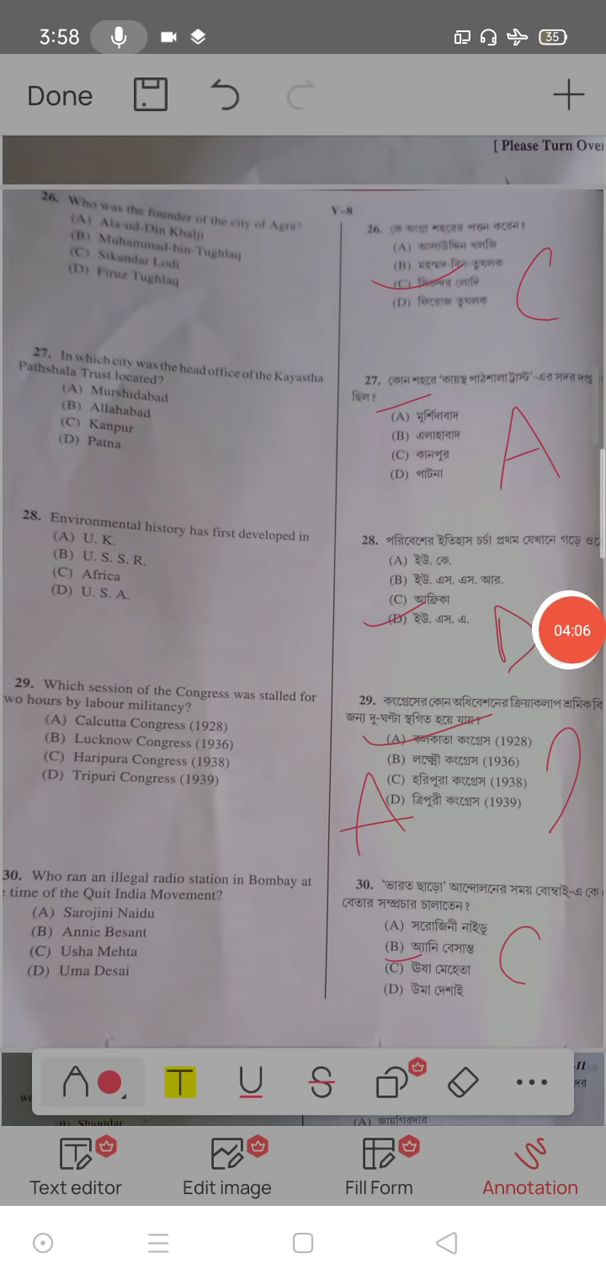 3:58
35
Done
[ Please Turn Over
Y–8
26. Who was the founder of the city of Agra?
(A) Ala-ud-Din Khalji
(B) Muhammad-bin-Tughlaq
(C) Sikandar Lodi
(D) Firuz Tughlaq
26. কে আগ্রা শহরের পত্তন করেন?
(A) আলাউদ্দিন খলজি
(B) মহম্মদ-বিন-তুঘলক
(C) সিকন্দর লোদি
(D) ফিরোজ তুঘলক
C
27. In which city was the head office of the Kayastha
Pathshala Trust located?
(A) Murshidabad
(B) Allahabad
(C) Kanpur
(D) Patna
27. কোন শহরে ‘কায়স্থ পাঠশালা ট্রাস্ট’-এর সদর দপ্ত
ছিল?
(A) মুর্শিদাবাদ
(B) এলাহাবাদ
(C) কানপুর
(D) পাটনা
A
28. Environmental history has first developed in
(A) U. K.
(B) U. S. S. R.
(C) Africa
(D) U. S. A.
28. পরিবেশের ইতিহাস চর্চা প্রথম যেখানে গড়ে ওঠে
(A) ইউ. কে.
(B) ইউ. এস. এস. আর.
(C) আফ্রিকা
(D) ইউ. এস. এ.
D
04:06
29. Which session of the Congress was stalled for
wo hours by labour militancy?
(A) Calcutta Congress (1928)
(B) Lucknow Congress (1936)
(C) Haripura Congress (1938)
(D) Tripuri Congress (1939)
29. কংগ্রেসের কোন অধিবেশনের ক্রিয়াকলাপ শ্রমিক বি
জন্য দু-ঘণ্টা স্থগিত হয়ে যায়?
(A) কলকাতা কংগ্রেস (1928)
(B) লক্ষ্ণৌ কংগ্রেস (1936)
(C) হরিপুরা কংগ্রেস (1938)
(D) ত্রিপুরী কংগ্রেস (1939)
A
30. Who ran an illegal radio station in Bombay at
time of the Quit India Movement?
(A) Sarojini Naidu
(B) Annie Besant
(C) Usha Mehta
(D) Uma Desai
30. ‘ভারত ছাড়ো’ আন্দোলনের সময় বোম্বাই-এ কে
বেতার সম্প্রচার চালাতেন?
(A) সরোজিনী নাইডু
(B) অ্যানি বেসান্ত
(C) ঊষা মেহেতা
(D) উমা দেশাই
C
T U S
Text editor
Edit image
Fill Form
Annotation